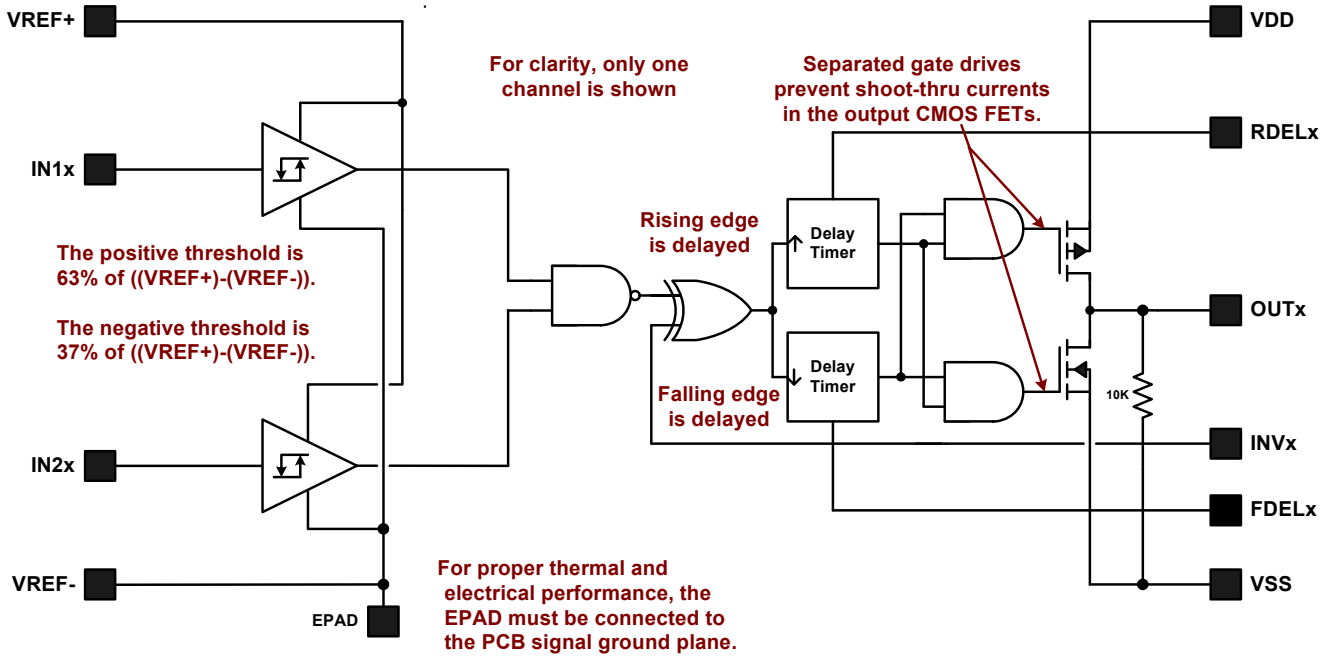 VREF+
VDD
For clarity, only one
channel is shown
Separated gate drives
prevent shoot-thru currents
in the output CMOS FETs.
RDELx
IN1x
Rising edge
is delayed
Delay
Timer
The positive threshold is
63% of ((VREF+)-(VREF-)).
OUTx
The negative threshold is
37% of ((VREF+)-(VREF-)).
Delay
Timer
Falling edge
is delayed
10K
INVx
IN2x
FDELx
VREF-
For proper thermal and
electrical performance, the
EPAD must be connected to
the PCB signal ground plane.
VSS
EPAD